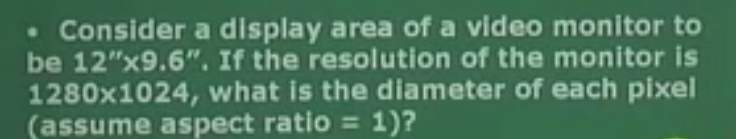 • Consider a display area of a video monitor to
be 12”x9.6”. If the resolution of the monitor is
1280x1024, what is the diameter of each pixel
(assume aspect ratio = 1)?